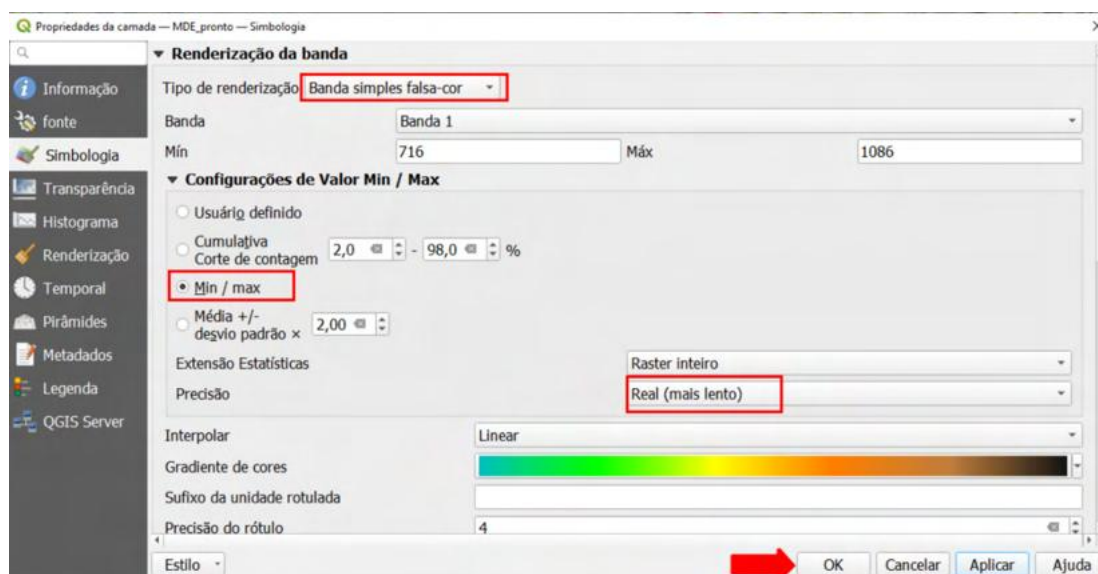 Propriedades da camada — MDE_pronto — Simbologia
Informação
fonte
Simbologia
Transparência
Histograma
Renderização
Temporal
Pirâmides
Metadados
Legenda
QGIS Server
Renderização da banda
Tipo de renderização Banda simples falsa-cor
Banda Banda 1
Mín 716 Máx 1086
Configurações de Valor Min / Max
Usuário definido
Cumulativa
Corte de contagem 2,0 - 98,0 %
Min / max
Média +/-
desvio padrão × 2,00
Extensão Estatísticas Raster inteiro
Precisão Real (mais lento)
Interpolar Linear
Gradiente de cores
Sufixo da unidade rotulada
Precisão do rótulo 4
Estilo OK Cancelar Aplicar Ajuda